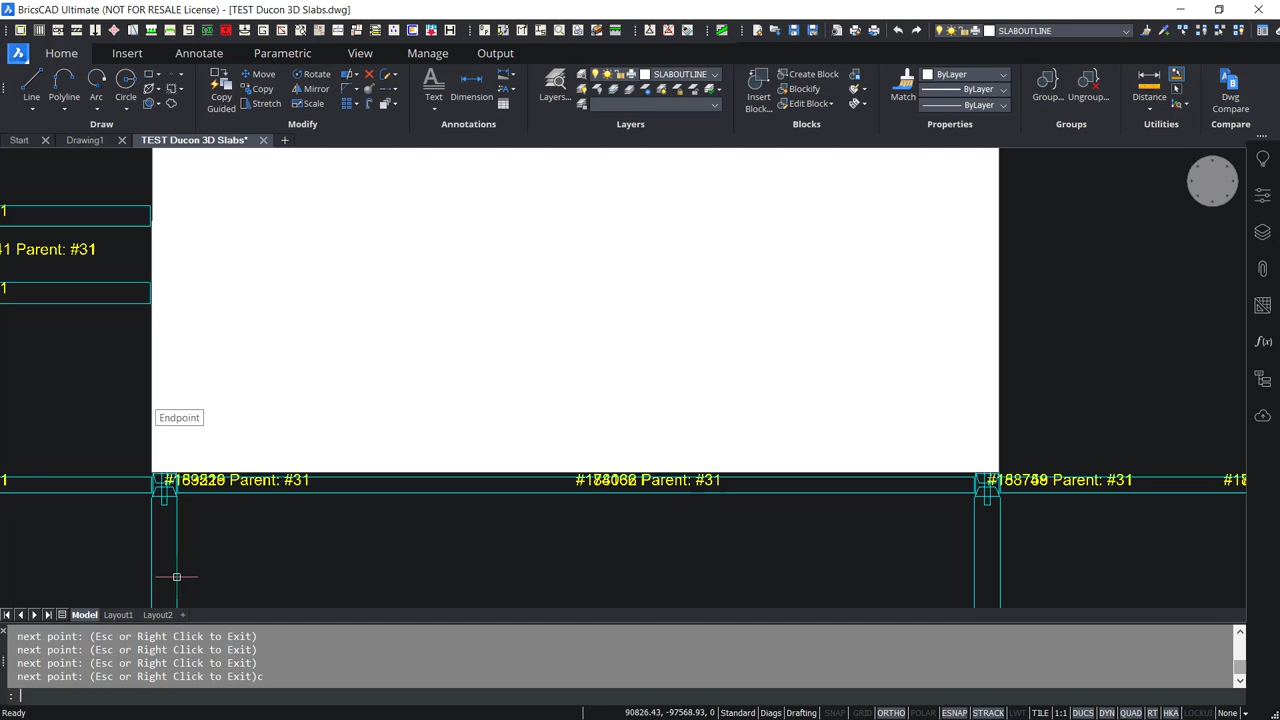 BricsCAD Ultimate (NOT FOR RESALE License) - [TEST Ducon 3D Slabs.dwg]
SLABOUTLINE
Home Insert Annotate Parametric View Manage Output
Line Polyline Arc Circle
Draw
Copy Guided
Move
Copy
Stretch
Rotate
Mirror
Scale
Modify
Text Dimension
Annotations
Layers...
SLABOUTLINE
Layers
Insert Block...
Create Block
Blockify
Edit Block
Blocks
Match
ByLayer
ByLayer
ByLayer
Properties
Group... Ungroup...
Groups
Distance
Utilities
Dwg Compare
Compare
Start Drawing1 TEST Ducon 3D Slabs*
1
41 Parent: #31
1
Endpoint
1
Parent: #31
Parent: #31
Parent: #31
Model Layout1 Layout2 +
next point: (Esc or Right Click to Exit)
next point: (Esc or Right Click to Exit)
next point: (Esc or Right Click to Exit)
next point: (Esc or Right Click to Exit)c
:
Ready
90826.43, -97568.93, 0 Standard Diags Drafting SNAP GRID ORTHO POLAR ESNAP STRACK LWT TILE 1:1 DUCS DYN QUAD RT HKA LOCKUI None